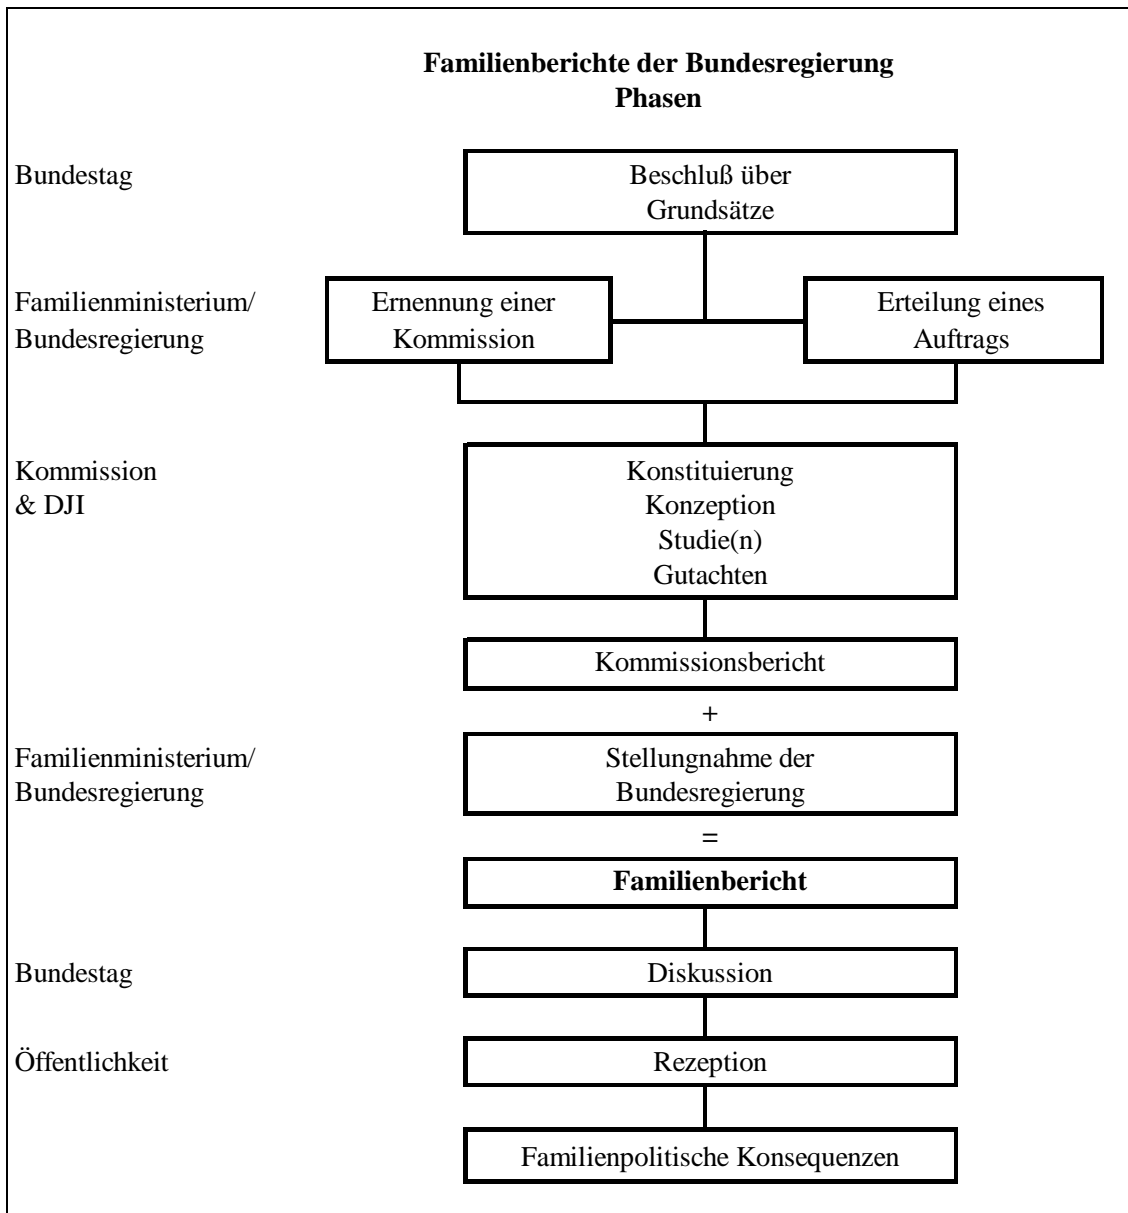 Familienberichte der Bundesregierung
Phasen
Bundestag
Beschluß über
Grundsätze
Familienministerium/
Bundesregierung
Ernennung einer
Kommission
Erteilung eines
Auftrags
Kommission
& DJI
Konstituierung
Konzeption
Studie(n)
Gutachten
Kommissionsbericht
+
Familienministerium/
Bundesregierung
Stellungnahme der
Bundesregierung
=
Familienbericht
Bundestag
Diskussion
Öffentlichkeit
Rezeption
Familienpolitische Konsequenzen